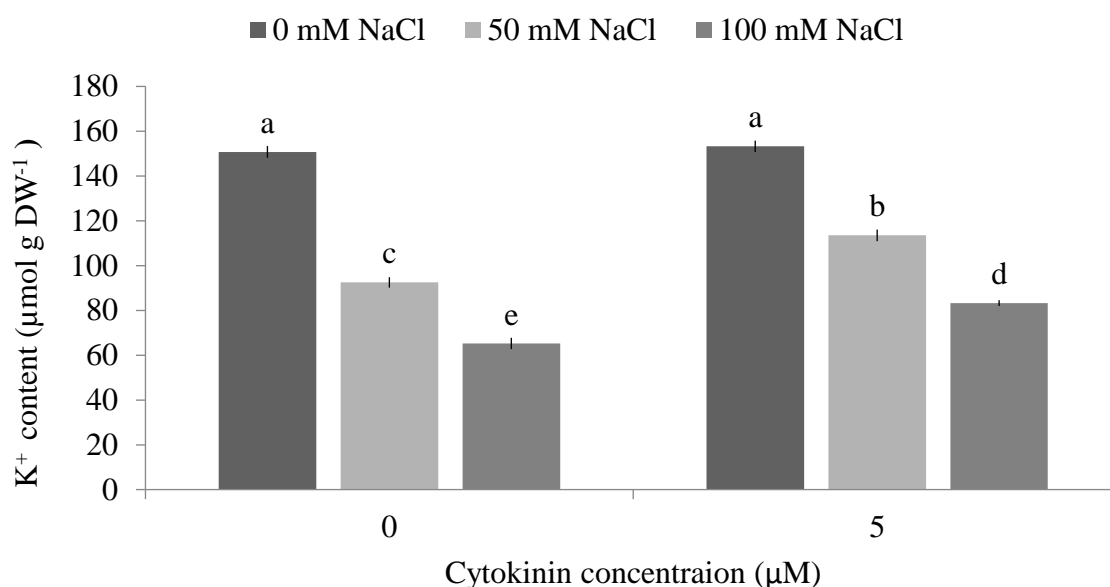 0 mM NaCl 50 mM NaCl 100 mM NaCl
K⁺ content (µmol g DW⁻¹ )
180
160
140
120
100
80
60
40
20
0
a
c
e
a
b
d
0 5
Cytokinin concentraion (µM)